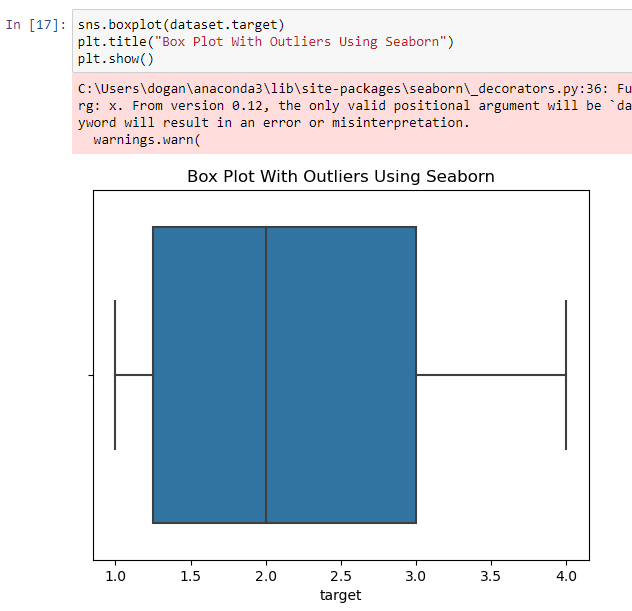 In [17]: sns.boxplot(dataset.target)
plt.title("Box Plot With Outliers Using Seaborn")
plt.show()
C:\Users\dogan\anaconda3\lib\site-packages\seaborn\_decorators.py:36: Fu
rg: x. From version 0.12, the only valid positional argument will be `da
yword will result in an error or misinterpretation.
warnings.warn(
Box Plot With Outliers Using Seaborn
1.0 1.5 2.0 2.5 3.0 3.5 4.0
target